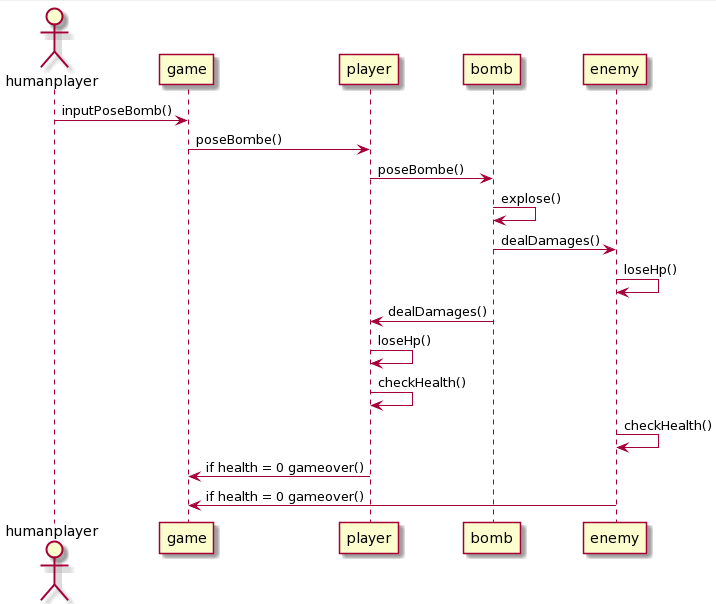 humanplayer
game
player
bomb
enemy
inputPoseBomb()
poseBombe()
poseBombe()
explose()
dealDamages()
loseHp()
dealDamages()
loseHp()
checkHealth()
checkHealth()
if health = 0 gameover()
if health = 0 gameover()
humanplayer
game
player
bomb
enemy